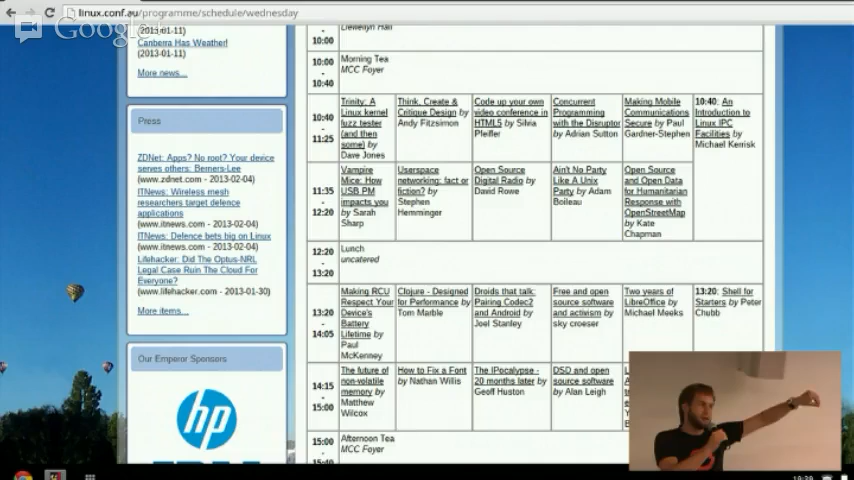 linux.conf.au/programme/schedule/wednesday
Google+
(2013-01-11)
Canberra Has Weather!
(2013-01-11)
More news...
Press
ZDNet: Apps? No root? Your device
serves others: Berners-Lee
(www.zdnet.com - 2013-02-04)
ITNews: Wireless mesh
researchers target defence
applications
(www.itnews.com - 2013-02-04)
ITNews: Defence bets big on Linux
(www.itnews.com - 2013-02-04)
Lifehacker: Did The Optus-NRL
Legal Case Ruin The Cloud For
Everyone?
(www.lifehacker.com - 2013-01-30)
More items...
Our Emperor Sponsors
hp
Llewellyn Hall
10:00
10:00
-
10:40
Morning Tea
MCC Foyer
10:40
-
11:25
Trinity: A
Linux kernel
fuzz tester
(and then
some) by
Dave Jones
Think, Create &
Critique Design by
Andy Fitzsimon
Code up your own
video conference in
HTML5 by Silvia
Pfeiffer
Concurrent
Programming
with the Disruptor
by Adrian Sutton
Making Mobile
Communications
Secure by Paul
Gardner-Stephen
10:40: An
Introduction to
Linux IPC
Facilities by
Michael Kerrisk
11:35
-
12:20
Vampire
Mice: How
USB PM
impacts you
by Sarah
Sharp
Userspace
networking: fact or
fiction? by
Stephen
Hemminger
Open Source
Digital Radio by
David Rowe
Ain't No Party
Like A Unix
Party by Adam
Boileau
Open Source
and Open Data for
Humanitarian
Response with
OpenStreetMap
by Kate
Chapman
12:20
-
13:20
Lunch
uncatered
13:20
-
14:05
Making RCU
Respect Your
Device's
Battery
Lifetime by
Paul
McKenney
Clojure - Designed
for Performance by
Tom Marble
Droids that talk:
Pairing Codec2
and Android by
Joel Stanley
Free and open
source software
and activism by
sky croeser
Two years of
LibreOffice by
Michael Meeks
13:20: Shell for
Starters by Peter
Chubb
14:15
-
15:00
The future of
non-volatile
memory by
Matthew
Wilcox
How to Fix a Font
by Nathan Willis
The IPocalypse -
20 months later by
Geoff Huston
DSD and open
source software
by Alan Leigh
15:00
-
15:40
Afternoon Tea
MCC Foyer